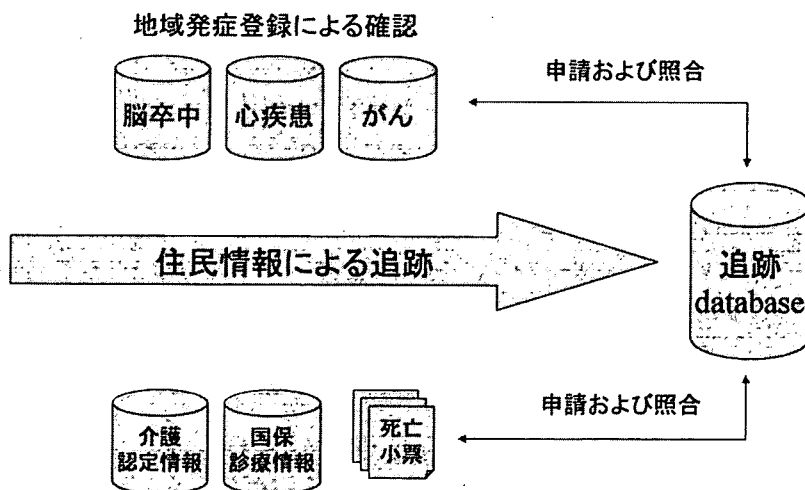 地域発症登録による確認
申請および照合
脳卒中
心疾患
がん
住民情報による追跡
追跡
database
申請および照合
介護
認定情報
国保
診療情報
死亡
小票